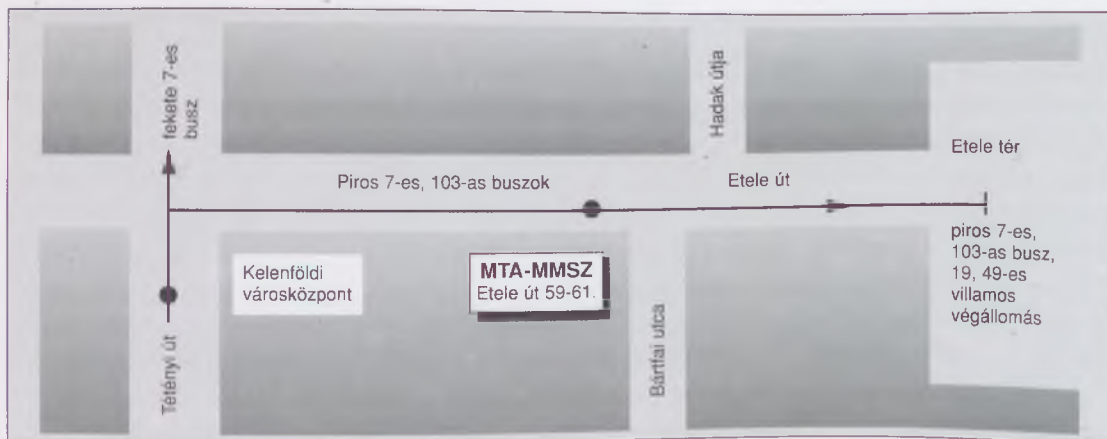 fekete 7-es
busz
Hadak útja
Etele tér
Piros 7-es, 103-as buszok
Etele út
Kelenföldi
városközpont
MTA-MMSZ
Etele út 59-61.
piros 7-es,
103-as busz,
19, 49-es
villamos
végállomás
Tétényi út
Bártfai utca